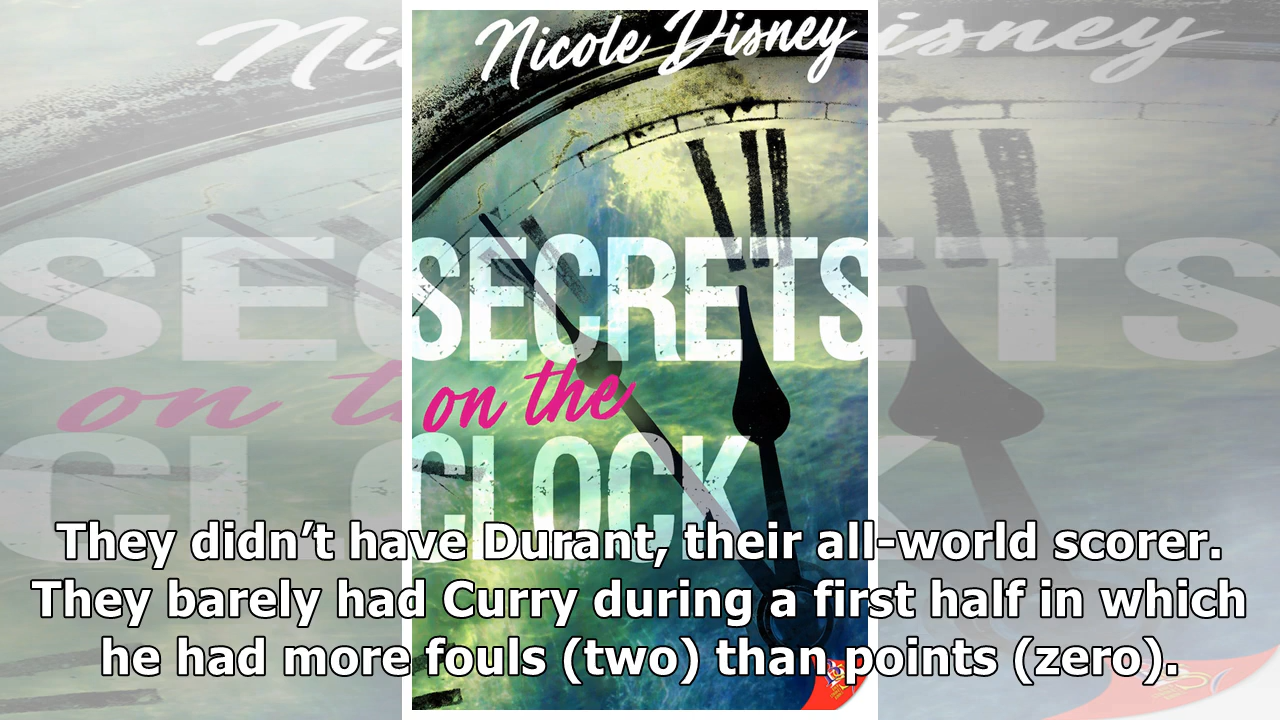 Nicole Disney
SECRETS
on the
CLOCK
They didn’t have Durant, their all-world scorer.
They barely had Curry during a first half in which
he had more fouls (two) than points (zero).